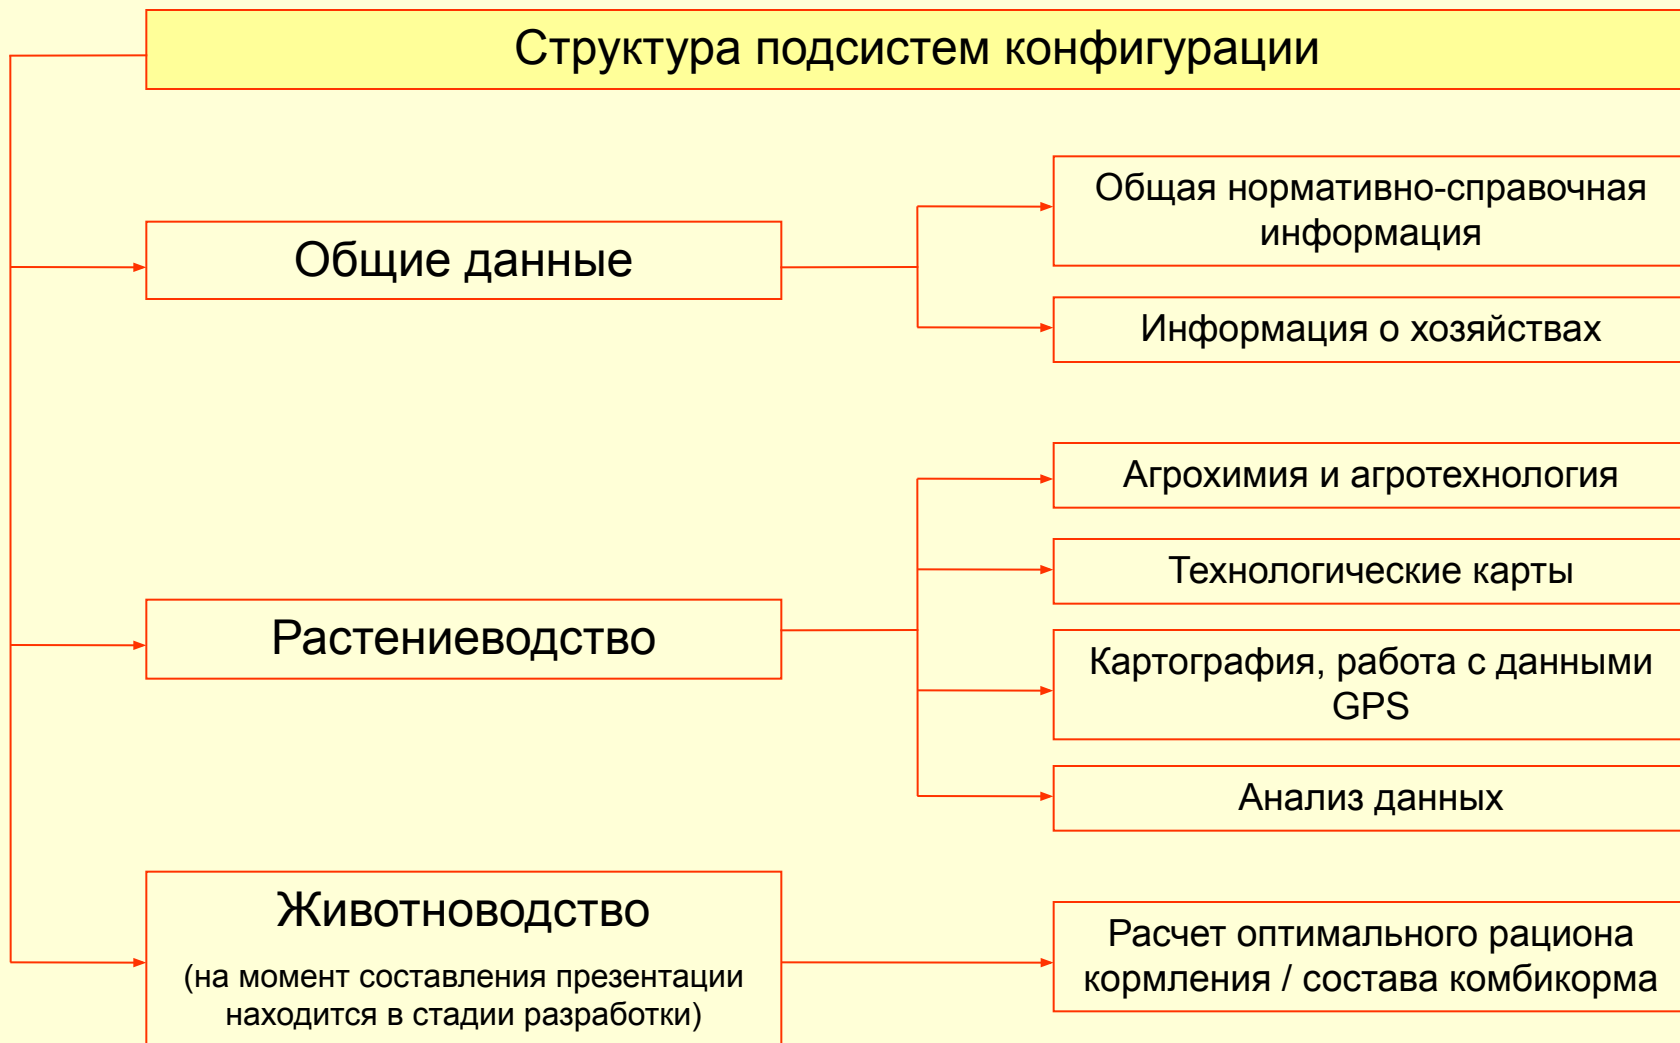 Структура подсистем конфигурации
Общие данные
Общая нормативно-справочная
информация
Информация о хозяйствах
Растениеводство
Агрохимия и агротехнология
Технологические карты
Картография, работа с данными
GPS
Анализ данных
Животноводство
(на момент составления презентации
находится в стадии разработки)
Расчет оптимального рациона
кормления / состава комбикорма